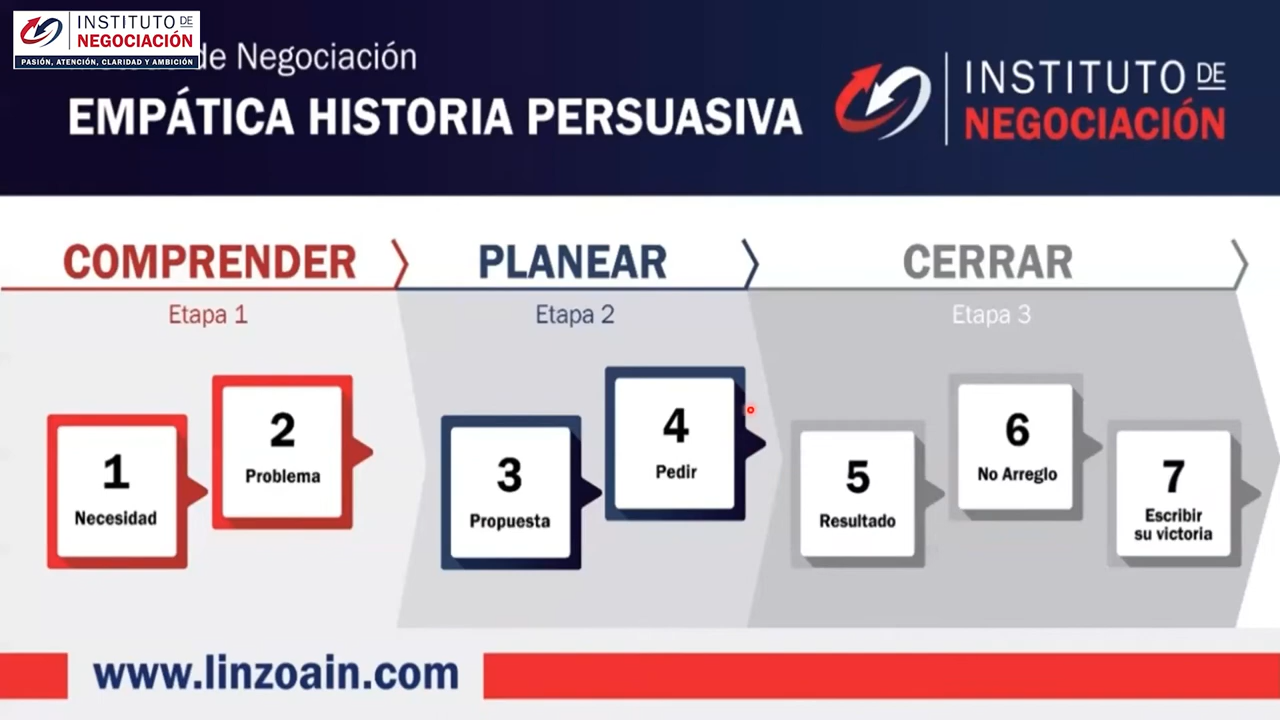 INSTITUTO DE
NEGOCIACIÓN
PASIÓN, ATENCIÓN, CLARIDAD Y AMBICIÓN
de Negociación
EMPÁTICA HISTORIA PERSUASIVA
INSTITUTO DE
NEGOCIACIÓN
COMPRENDER
PLANEAR
CERRAR
Etapa 1
Etapa 2
Etapa 3
1
Necesidad
2
Problema
3
Propuesta
4
Pedir
5
Resultado
6
No Arreglo
7
Escribir
su victoria
www.linzoain.com